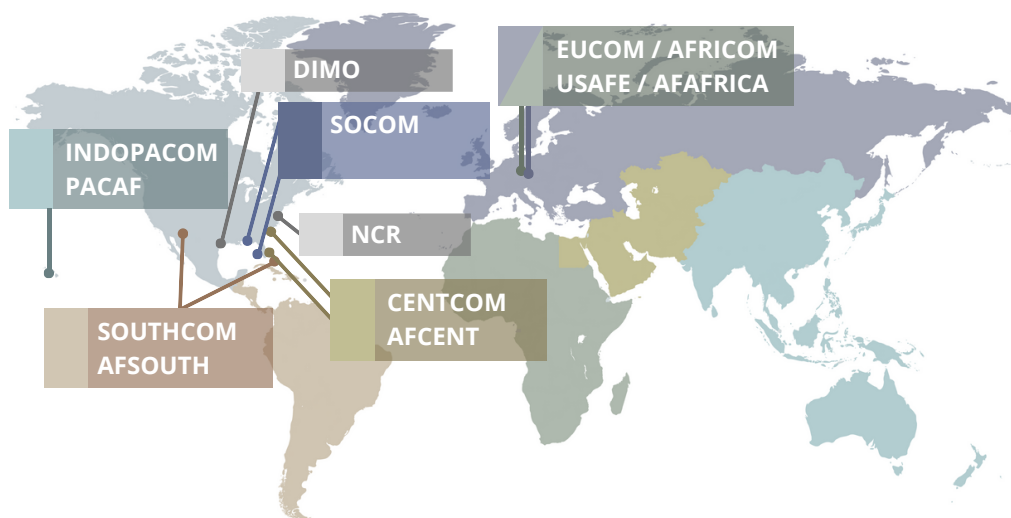 DIMO
EUCOM / AFRICOM
USAFE / AFAFRICA
SOCOM
INDOPACOM
PACAF
NCR
CENTCOM
AFCENT
SOUTHCOM
AFSOUTH